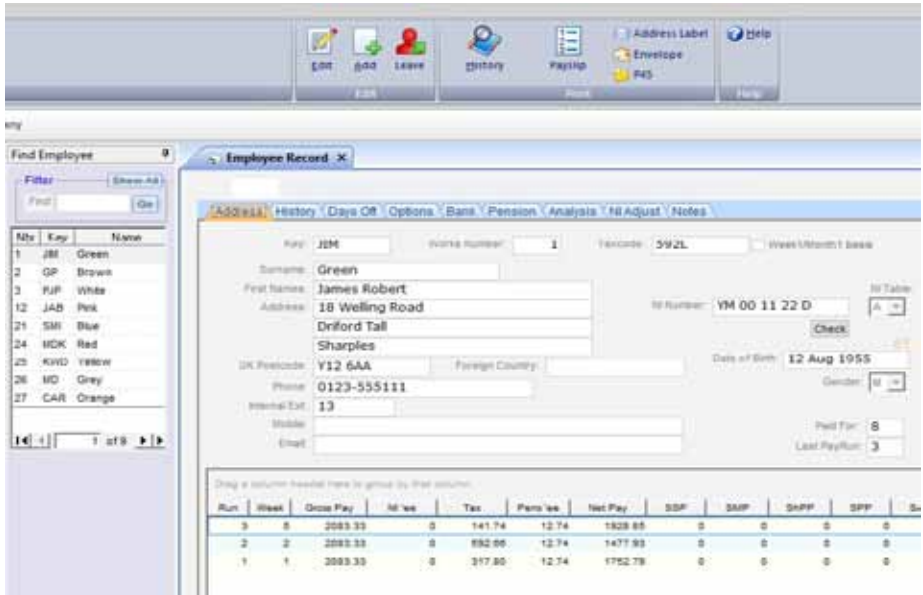 Address Label Help
Envelope
Edit Add Leave History Payslip P45
Edit Print Help
Find Employee
Employee Record
Filter Show All
Find Go
Address History Days Off Options Bank Pension Analysis NI Adjust Notes
Nbr Key Name
1 JIM Green
2 GP Brown
3 PJP White
12 JAB Pink
21 SMI Blue
24 MDK Red
25 KWD Yellow
26 MD Grey
27 CAR Orange
1 of 9
Key: JIM Works Number: 1 Taxcode: 592L Week1/Month1 basis
Surname: Green
First Names: James Robert NI Table
Address: 18 Welling Road NI Number: YM 00 11 22 D A
Driford Tall Check
Sharples
UK Postcode: Y12 6AA Foreign Country: Date of Birth: 12 Aug 1955
Phone: 0123-555111 Gender: M
Internal Ext: 13
Mobile: Paid For: 8
Email: Last PayRun: 3
Drag a column header here to group by that column.
Run Week Gross Pay NI 'ee Tax Pens 'ee Net Pay SSP SMP ShPP SPP
3 2083.33 0 141.74 12.74 1928.85 0 0 0 0
2 2 2083.33 0 592.66 12.74 1477.93 0 0 0 0
1 1 2083.33 0 317.80 12.74 1752.79 0 0 0 0